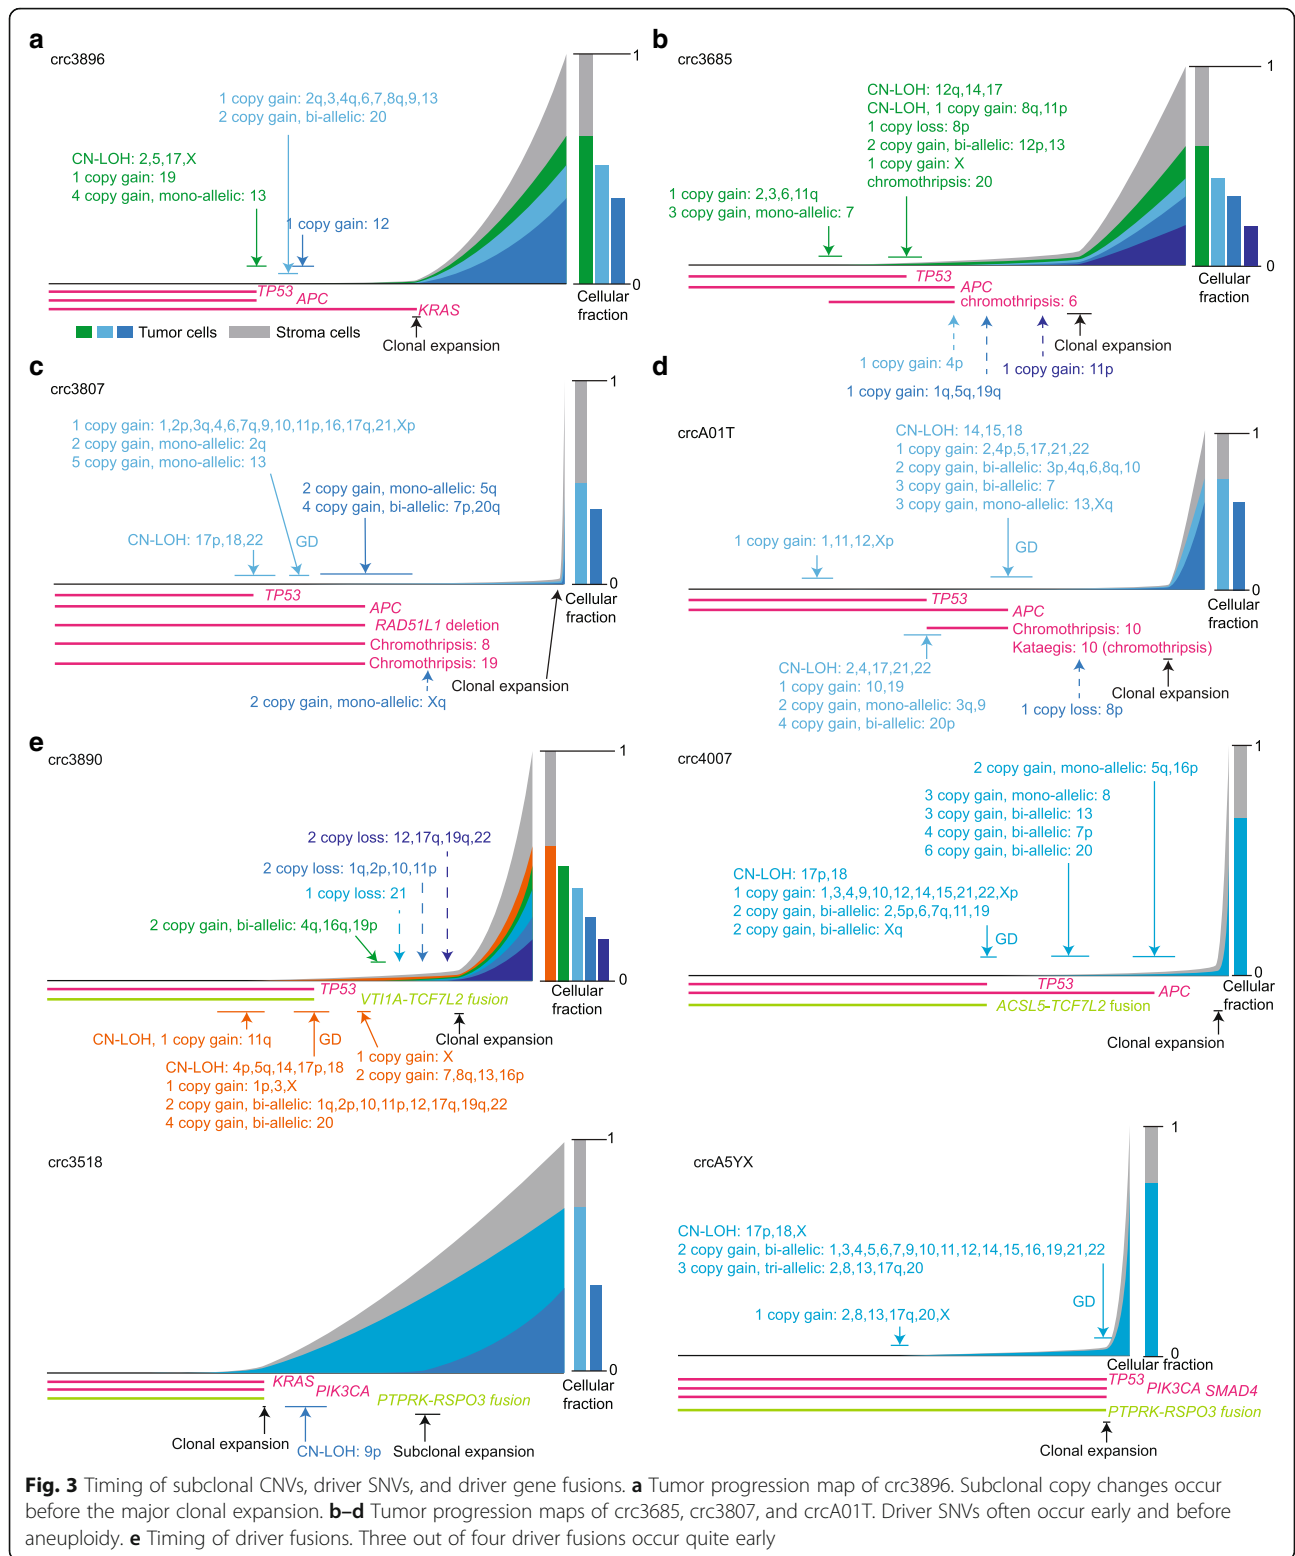 a
crc3896
1
1 copy gain: 2q,3,4q,6,7,8q,9,13
2 copy gain, bi-allelic: 20
CN-LOH: 2,5,17,X
1 copy gain: 19
4 copy gain, mono-allelic: 13
1 copy gain: 12
0
TP53
APC
KRAS
Cellular
fraction
Tumor cells
Stroma cells
Clonal expansion
b
crc3685
1
CN-LOH: 12q,14,17
CN-LOH, 1 copy gain: 8q,11p
1 copy loss: 8p
2 copy gain, bi-allelic: 12p,13
1 copy gain: X
chromothripsis: 20
1 copy gain: 2,3,6,11q
3 copy gain, mono-allelic: 7
0
TP53
APC
chromothripsis: 6
Cellular
fraction
Clonal expansion
1 copy gain: 4p
1 copy gain: 11p
1 copy gain: 1q,5q,19q
c
crc3807
1
1 copy gain: 1,2p,3q,4,6,7q,9,10,11p,16,17q,21,Xp
2 copy gain, mono-allelic: 2q
5 copy gain, mono-allelic: 13
2 copy gain, mono-allelic: 5q
4 copy gain, bi-allelic: 7p,20q
CN-LOH: 17p,18,22
GD
0
TP53
APC
RAD51L1 deletion
Chromothripsis: 8
Chromothripsis: 19
Cellular
fraction
Clonal expansion
2 copy gain, mono-allelic: Xq
d
crcA01T
1
CN-LOH: 14,15,18
1 copy gain: 2,4p,5,17,21,22
2 copy gain, bi-allelic: 3p,4q,6,8q,10
3 copy gain, bi-allelic: 7
3 copy gain, mono-allelic: 13,Xq
1 copy gain: 1,11,12,Xp
GD
0
TP53
APC
Chromothripsis: 10
Kataegis: 10 (chromothripsis)
Cellular
fraction
CN-LOH: 2,4,17,21,22
1 copy gain: 10,19
2 copy gain, mono-allelic: 3q,9
4 copy gain, bi-allelic: 20p
Clonal expansion
1 copy loss: 8p
e
crc3890
1
2 copy loss: 12,17q,19q,22
2 copy loss: 1q,2p,10,11p
1 copy loss: 21
2 copy gain, bi-allelic: 4q,16q,19p
0
TP53
VTI1A-TCF7L2 fusion
Cellular
fraction
Clonal expansion
CN-LOH, 1 copy gain: 11q
GD
CN-LOH: 4p,5q,14,17p,18
1 copy gain: 1p,3,X
2 copy gain, bi-allelic: 1q,2p,10,11p,12,17q,19q,22
4 copy gain, bi-allelic: 20
1 copy gain: X
2 copy gain: 7,8q,13,16p
crc4007
1
2 copy gain, mono-allelic: 5q,16p
3 copy gain, mono-allelic: 8
3 copy gain, bi-allelic: 13
4 copy gain, bi-allelic: 7p
6 copy gain, bi-allelic: 20
CN-LOH: 17p,18
1 copy gain: 1,3,4,9,10,12,14,15,21,22,Xp
2 copy gain, bi-allelic: 2,5p,6,7q,11,19
2 copy gain, bi-allelic: Xq
GD
0
TP53
APC
ACSL5-TCF7L2 fusion
Cellular
fraction
Clonal expansion
crc3518
1
0
KRAS
PIK3CA
PTPRK-RSPO3 fusion
Cellular
fraction
Clonal expansion
CN-LOH: 9p
Subclonal expansion
crcA5YX
1
CN-LOH: 17p,18,X
2 copy gain, bi-allelic: 1,3,4,5,6,7,9,10,11,12,14,15,16,19,21,22
3 copy gain, tri-allelic: 2,8,13,17q,20
1 copy gain: 2,8,13,17q,20,X
GD
0
Cellular fraction
TP53
PIK3CA SMAD4
PTPRK-RSPO3 fusion
Clonal expansion
Fig. 3 Timing of subclonal CNVs, driver SNVs, and driver gene fusions. a Tumor progression map of crc3896. Subclonal copy changes occur
before the major clonal expansion. b–d Tumor progression maps of crc3685, crc3807, and crcA01T. Driver SNVs often occur early and before
aneuploidy. e Timing of driver fusions. Three out of four driver fusions occur quite early